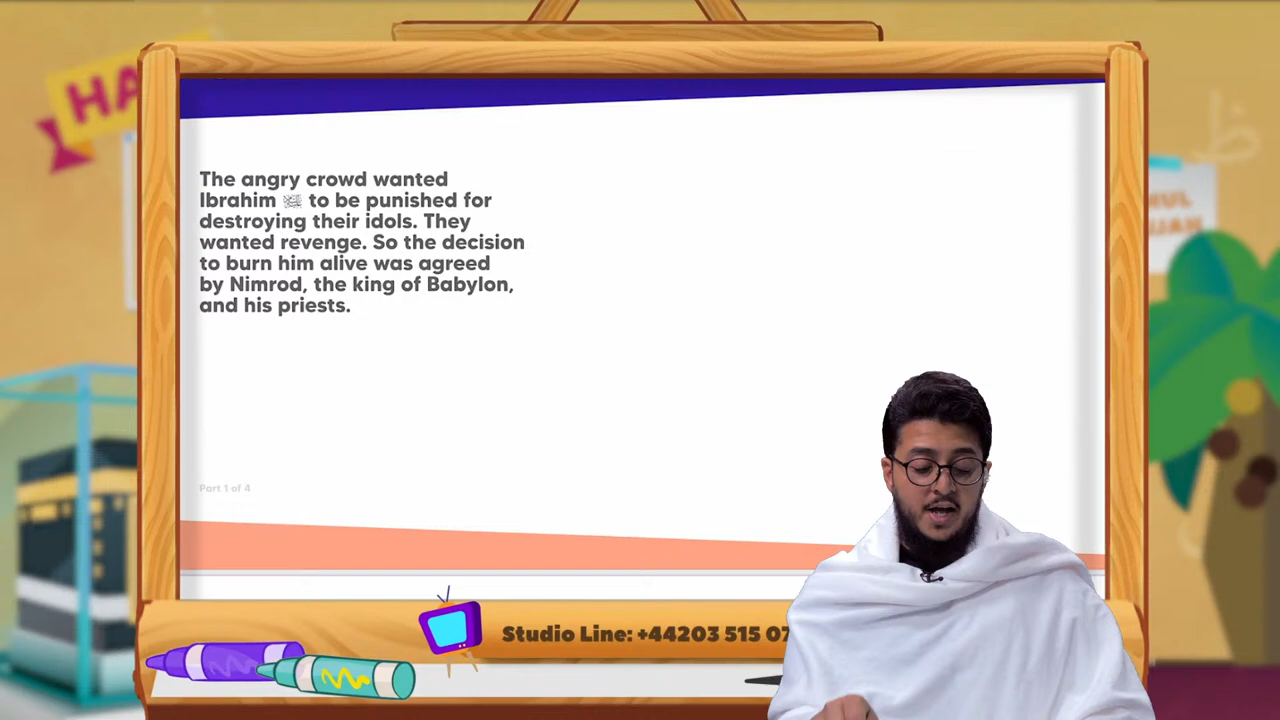 HA
The angry crowd wanted
Ibrahim ﷺ to be punished for
destroying their idols. They
wanted revenge. So the decision
to burn him alive was agreed
by Nimrod, the king of Babylon,
and his priests.
Part 1 of 4
Studio Line: +44203 515 07
ظ